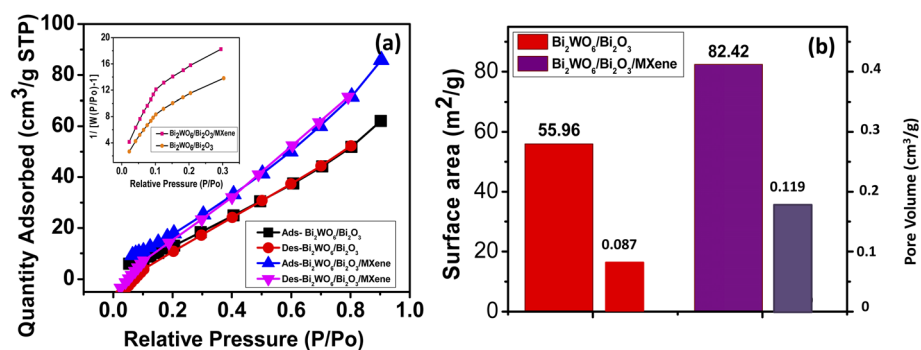 (a)
Quantity Adsorbed (cm³/g STP)
100
80
60
40
20
0
0.0 0.2 0.4 0.6 0.8 1.0
Relative Pressure (P/Po)
1/ [W (P/Po)-1]
20
16
12
8
4
0.0 0.1 0.2 0.3
Relative Pressure (P/Po)
Bi₂WO₆/Bi₂O₃/MXene
Bi₂WO₆/Bi₂O₃
Ads- Bi₂WO₆/Bi₂O₃
Des-Bi₂WO₆/Bi₂O₃
Ads-Bi₂WO₆/Bi₂O₃/MXene
Des-Bi₂WO₆/Bi₂O₃/MXene
(b)
Surface area (m²/g)
80
60
40
20
0
Bi₂WO₆/Bi₂O₃
Bi₂WO₆/Bi₂O₃/MXene
55.96
0.087
82.42
0.119
0.4
0.3
0.2
0.1
0
Pore Volume (cm³/g)